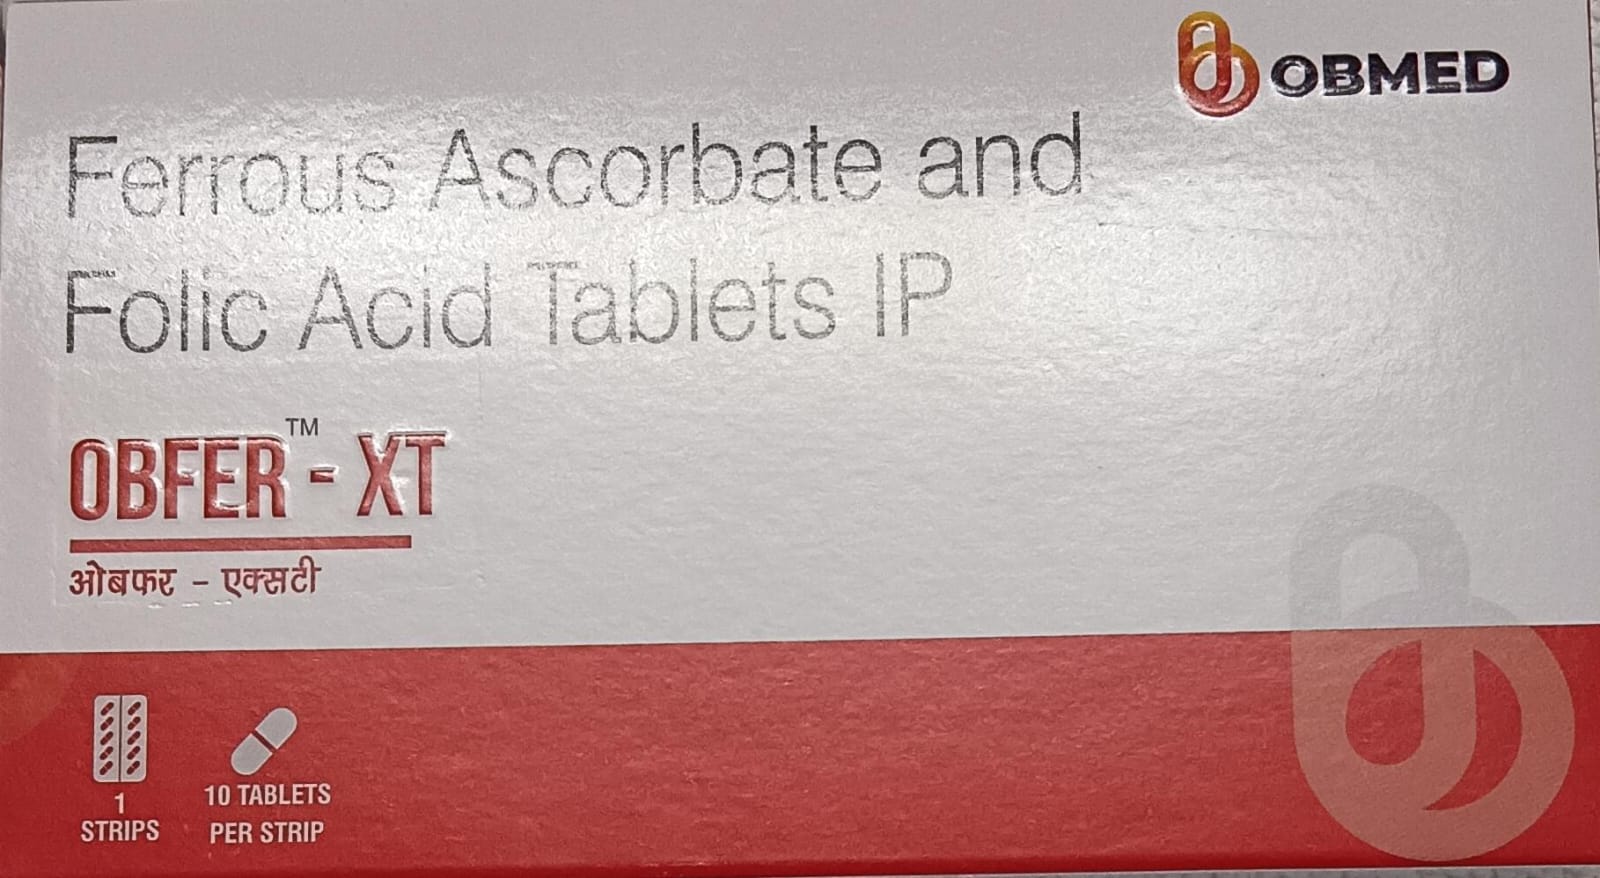 OBMED
Ferrous Ascorbate and
Folic Acid Tablets IP
OBFER™ - XT
ओबफर - एक्सटी
1
STRIPS
10 TABLETS
PER STRIP